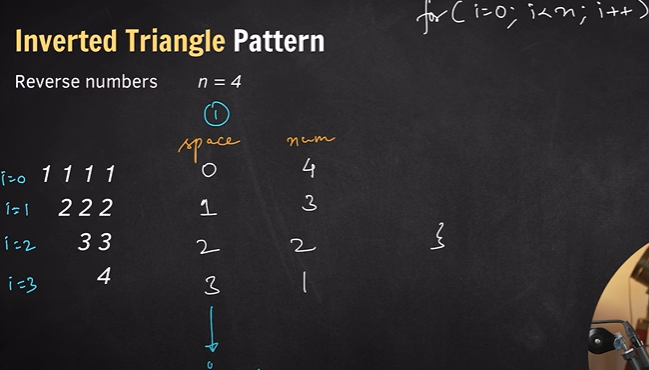 for(i=0; i<n; i++)
Inverted Triangle Pattern
Reverse numbers n = 4
1
space num
i=0 1 1 1 1 0 4
i=1 2 2 2 1 3
i=2 3 3 2 2 }
i=3 4 3 1
i